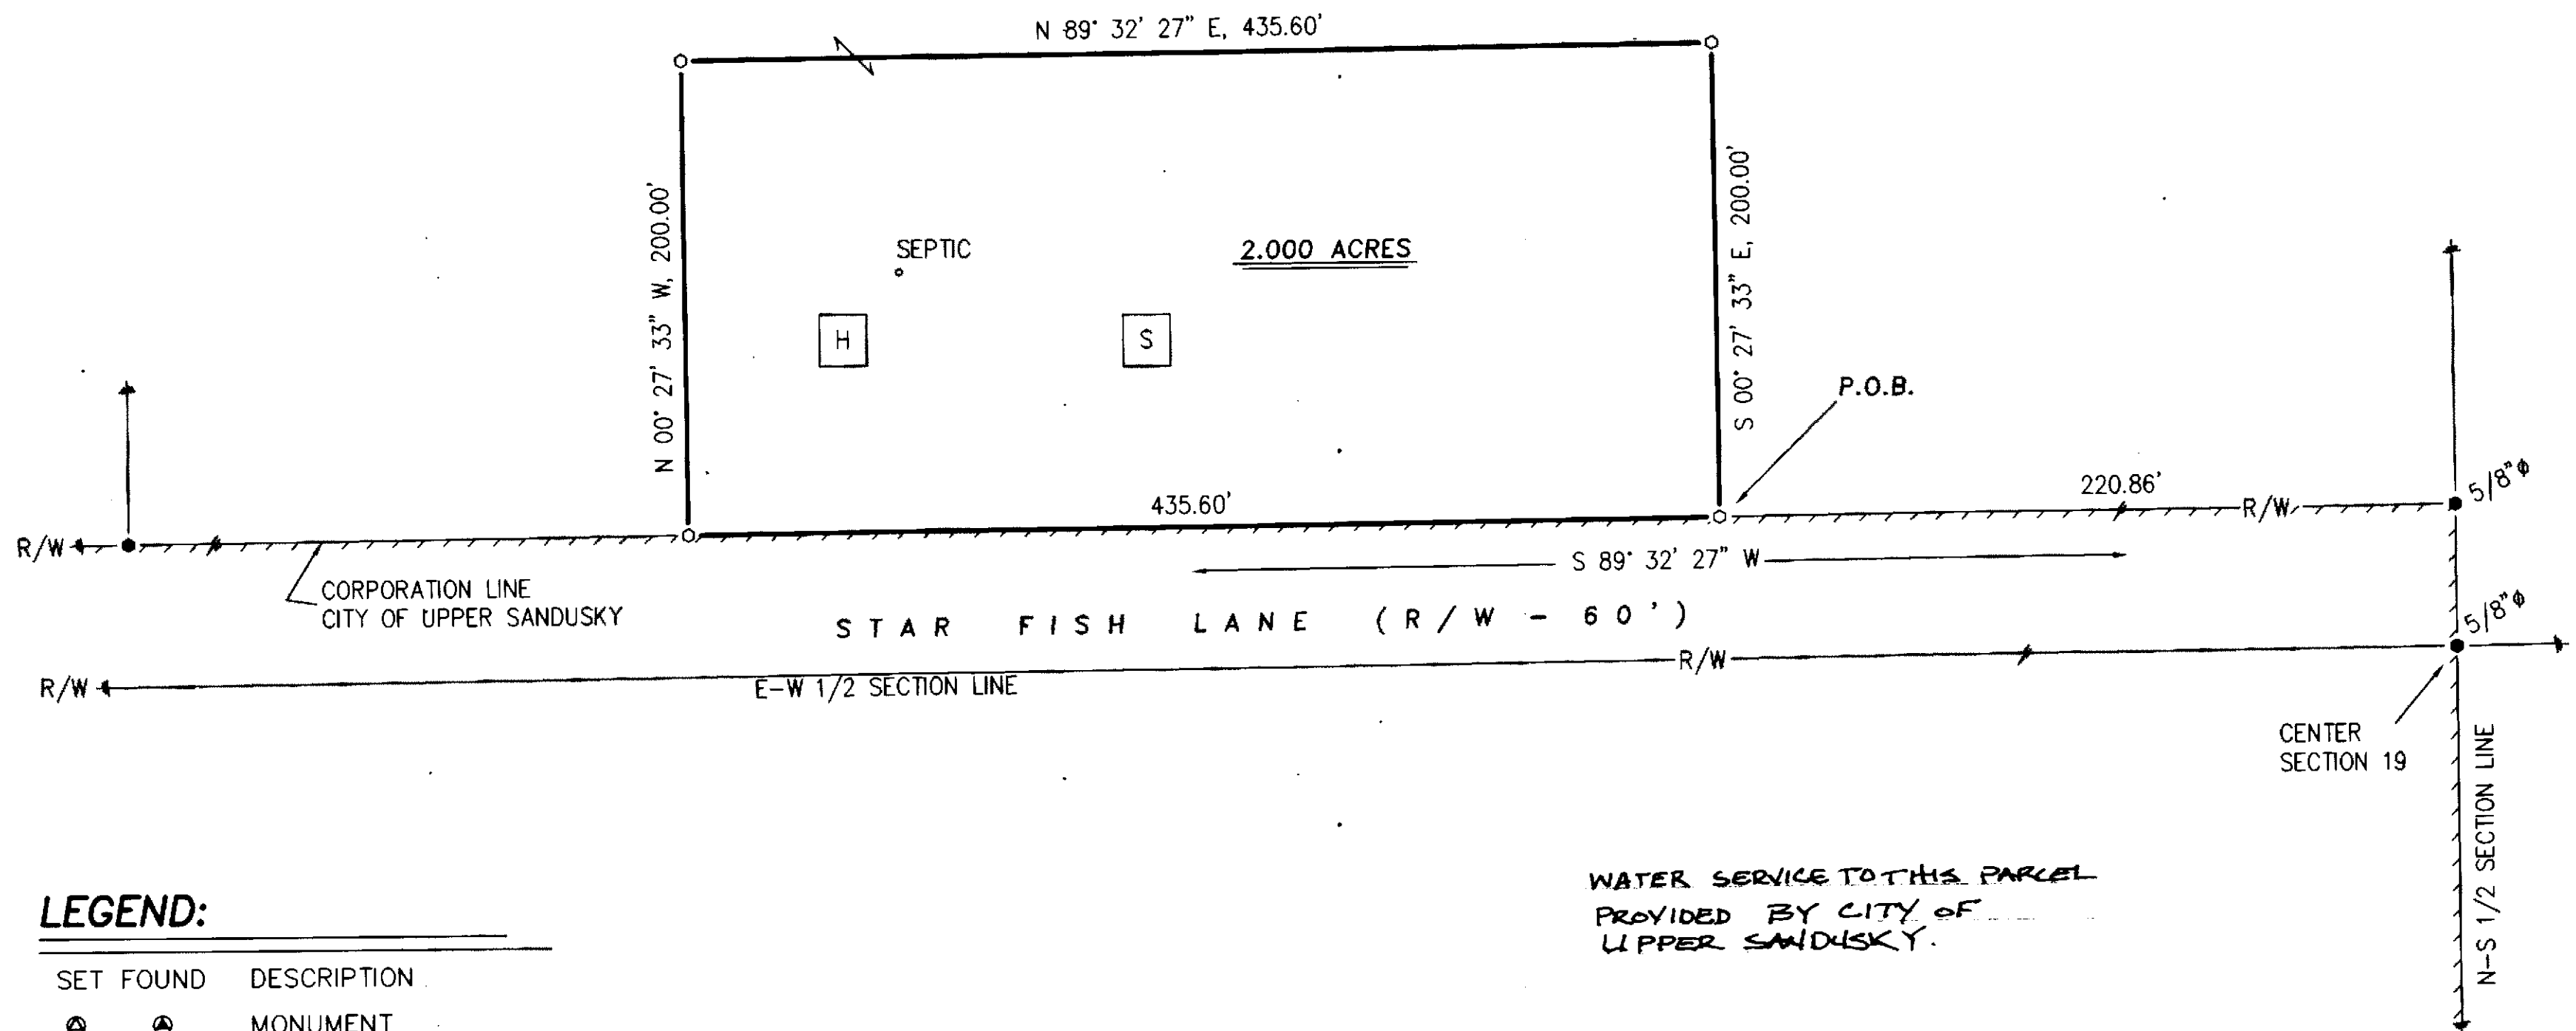 N 89° 32' 27" E, 435.60'
N 00° 27' 33" W, 200.00'
S 00° 27' 33" E, 200.00'
SEPTIC
2.000 ACRES
H
S
P.O.B.
435.60'
220.86'
5/8"ϕ
R/W
R/W
S 89° 32' 27" W
CORPORATION LINE
CITY OF UPPER SANDUSKY
STAR FISH LANE (R/W - 60')
5/8"ϕ
R/W
R/W
E-W 1/2 SECTION LINE
CENTER
SECTION 19
N-S 1/2 SECTION LINE
WATER SERVICE TO THIS PARCEL
PROVIDED BY CITY OF
UPPER SANDUSKY.
LEGEND:
SET FOUND DESCRIPTION
MONUMENT